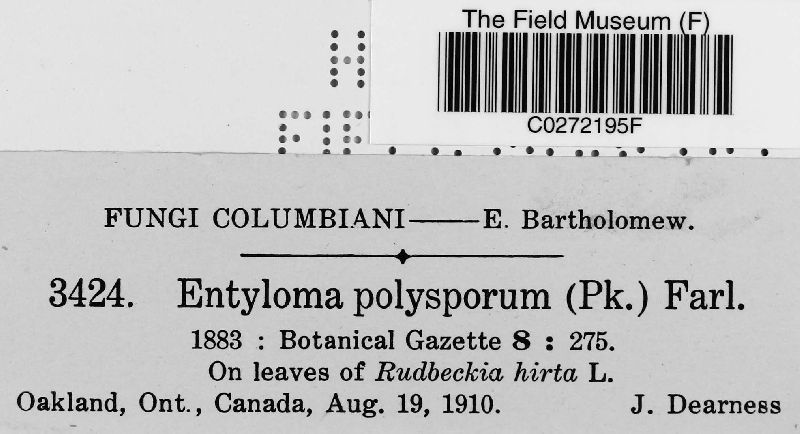 The Field Museum (F)
C0272195F
FUNGI COLUMBIANI——E. Bartholomew.
3424. Entyloma polysporum (Pk.) Farl.
1883 : Botanical Gazette 8 : 275.
On leaves of Rudbeckia hirta L.
Oakland, Ont., Canada, Aug. 19, 1910. J. Dearness